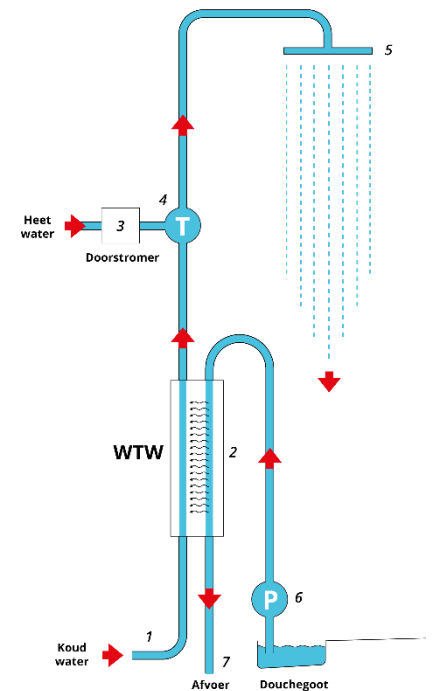 5
4
T
Heet
water
3
Doorstromer
WTW
2
P
6
1
Koud
water
7
Afvoer
Douchegoot